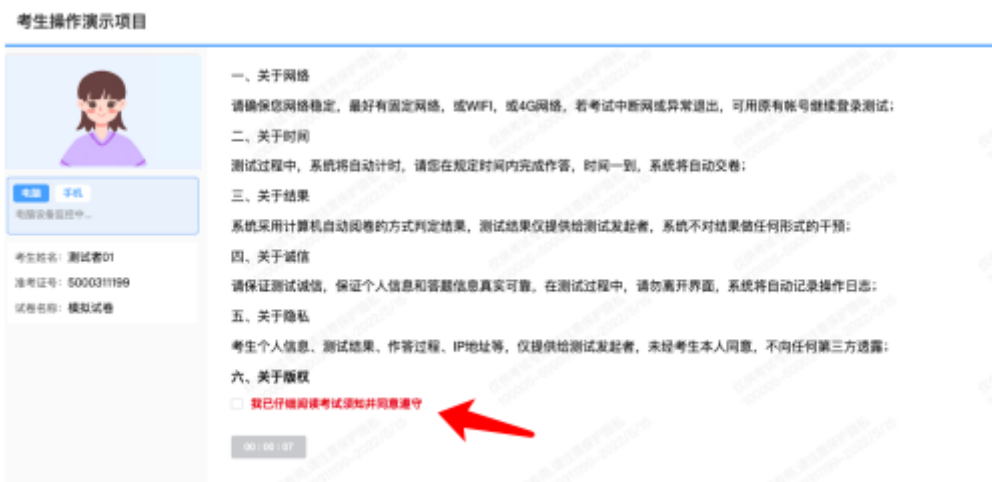 考生操作演示项目
一、关于网络
请确保您网络稳定，最好有固定网络，或WIFI，或4G网络，若考试中断网或异常退出，可用原有帐号继续登录测试；
二、关于时间
测试过程中，系统将自动计时，请您在规定时间内完成作答，时间一到，系统将自动交卷；
三、关于结果
系统采用计算机自动阅卷的方式判定结果，测试结果仅提供给测试发起者，系统不对结果做任何形式的干预；
四、关于诚信
请保证测试诚信，保证个人信息和答题信息真实可靠，在测试过程中，请勿离开界面，系统将自动记录操作日志；
五、关于隐私
考生个人信息、测试结果、作答过程、IP地址等，仅提供给测试发起者，未经考生本人同意，不向任何第三方透露；
六、关于版权
我已仔细阅读考试须知并同意遵守
00 : 00 : 07
电脑 手机
电脑设备监控中...
考生姓名：测试者01
准考证号：5000311199
试卷名称：模拟试卷